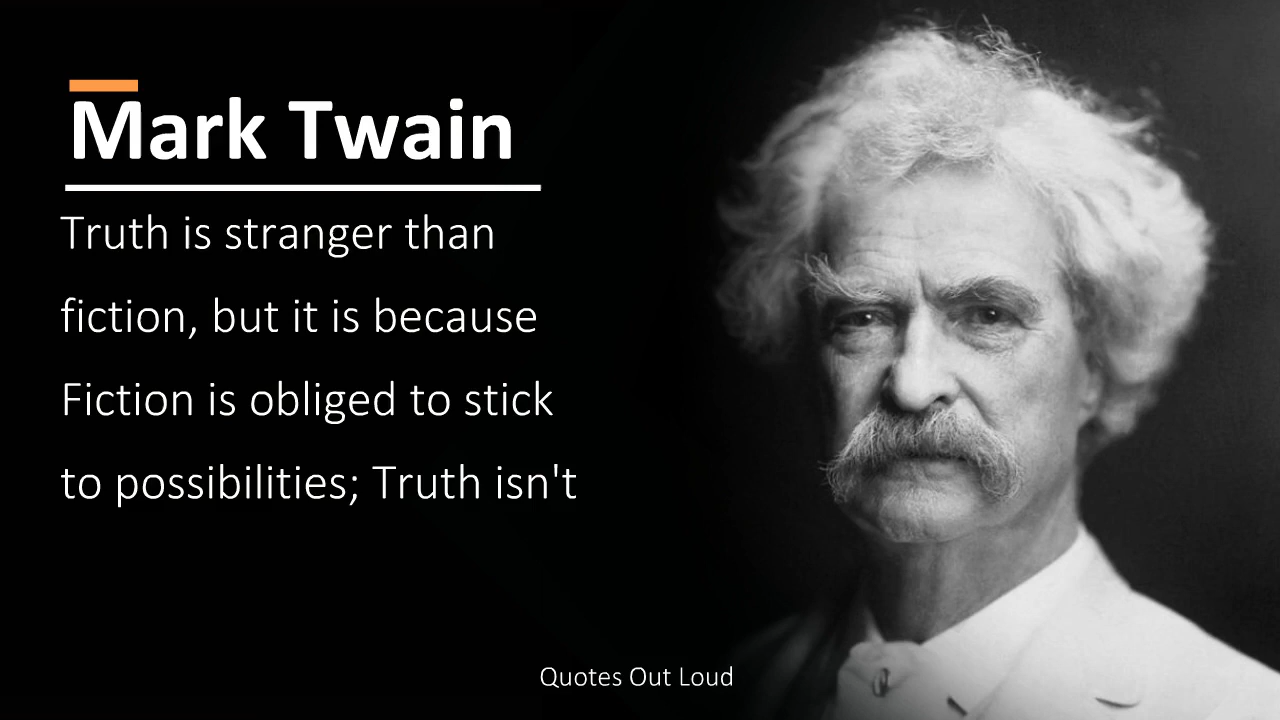 Mark Twain
Truth is stranger than
fiction, but it is because
Fiction is obliged to stick
to possibilities; Truth isn't
Quotes Out Loud